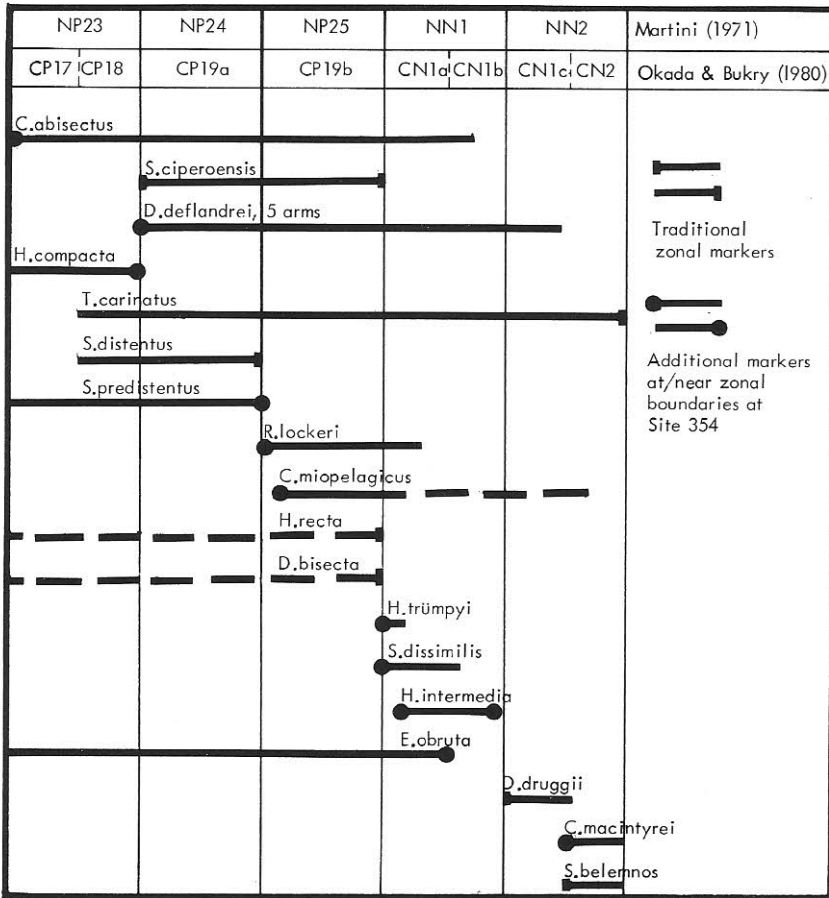 NP23 NP24 NP25 NN1 NN2 Martini (1971)
CP17 CP18 CP19a CP19b CN1a CN1b CN1c CN2 Okada & Bukry (1980)
C.abisectus
S.ciperoensis
D.deflandrei, 5 arms
H.compacta
T.carinatus
S.distentus
S.predistentus
R.lockeri
C.miopelagicus
H.recta
D.bisecta
H.trümpyi
S.dissimilis
H.intermedia
E.obruta
D.druggii
C.macintyrei
S.belemnos
Traditional
zonal markers
Additional markers
at/near zonal
boundaries at
Site 354